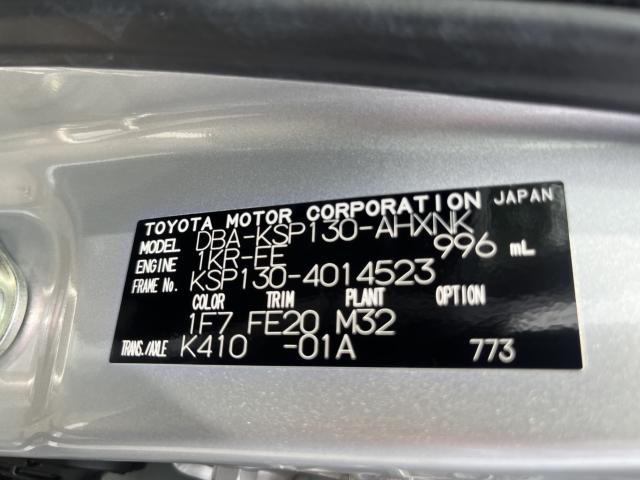 TOYOTA MOTOR CORPORATION JAPAN
MODEL DBA-KSP130-AHXNK
ENGINE 1KR-FE 996 mL
FRAME No. KSP130-4014523
COLOR TRIM PLANT OPTION
1F7 FE20 M32
TRANS./AXLE K410 -01A 773